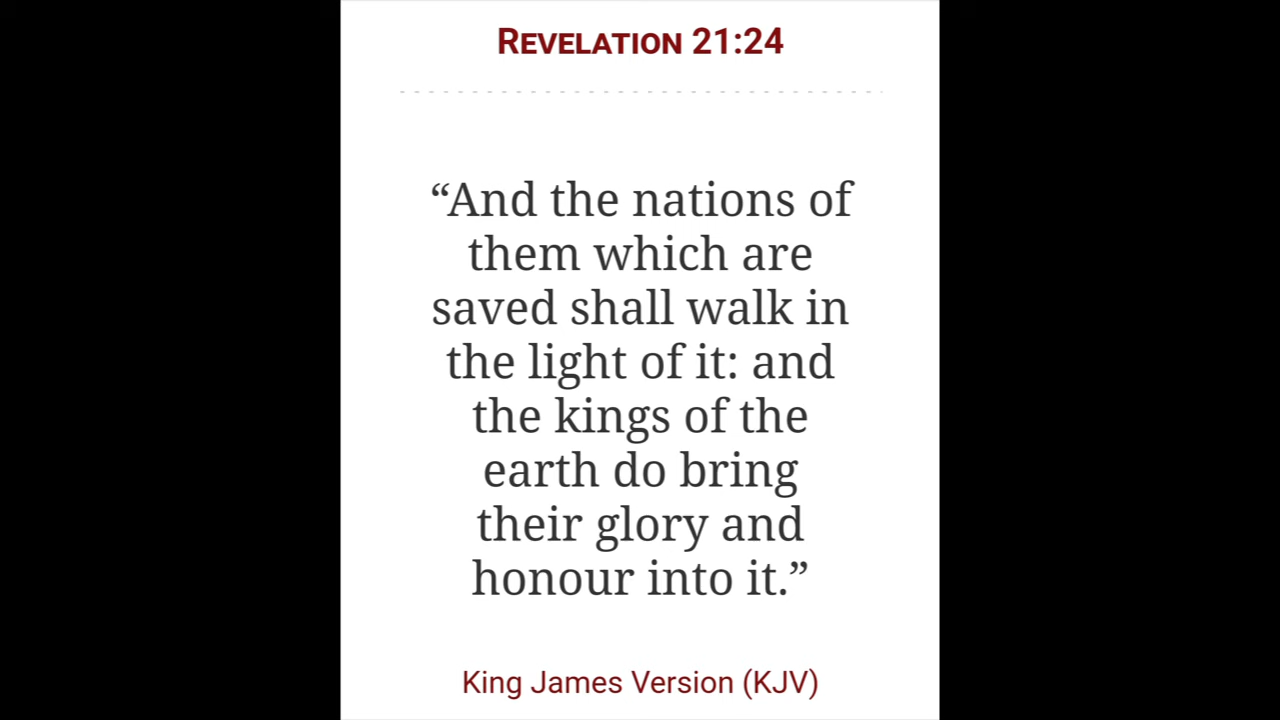 REVELATION 21:24
“And the nations of
them which are
saved shall walk in
the light of it: and
the kings of the
earth do bring
their glory and
honour into it.”
King James Version (KJV)